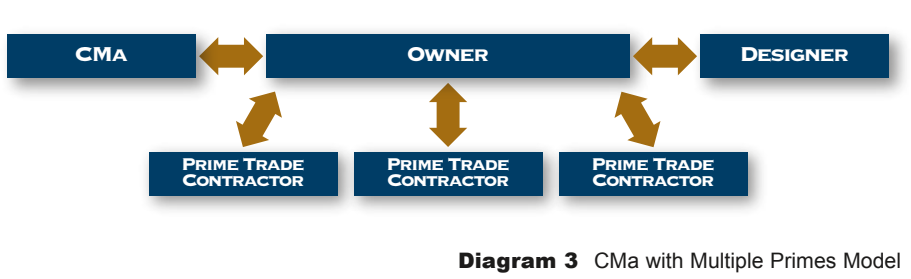 CMa Owner Designer
Prime Trade Prime Trade Prime Trade
Contractor Contractor Contractor
Diagram 3 CMa with Multiple Primes Model